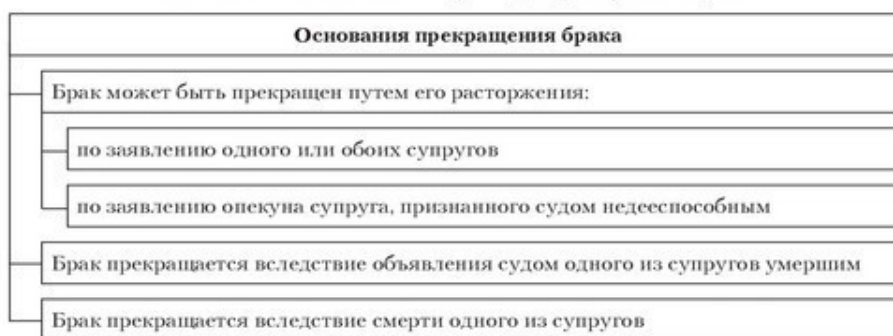 Основания прекращения брака
Брак может быть прекращен путем его расторжения:
по заявлению одного или обоих супругов
по заявлению опекуна супруга, признанного судом недееспособным
Брак прекращается вследствие объявления судом одного из супругов умершим
Брак прекращается вследствие смерти одного из супругов